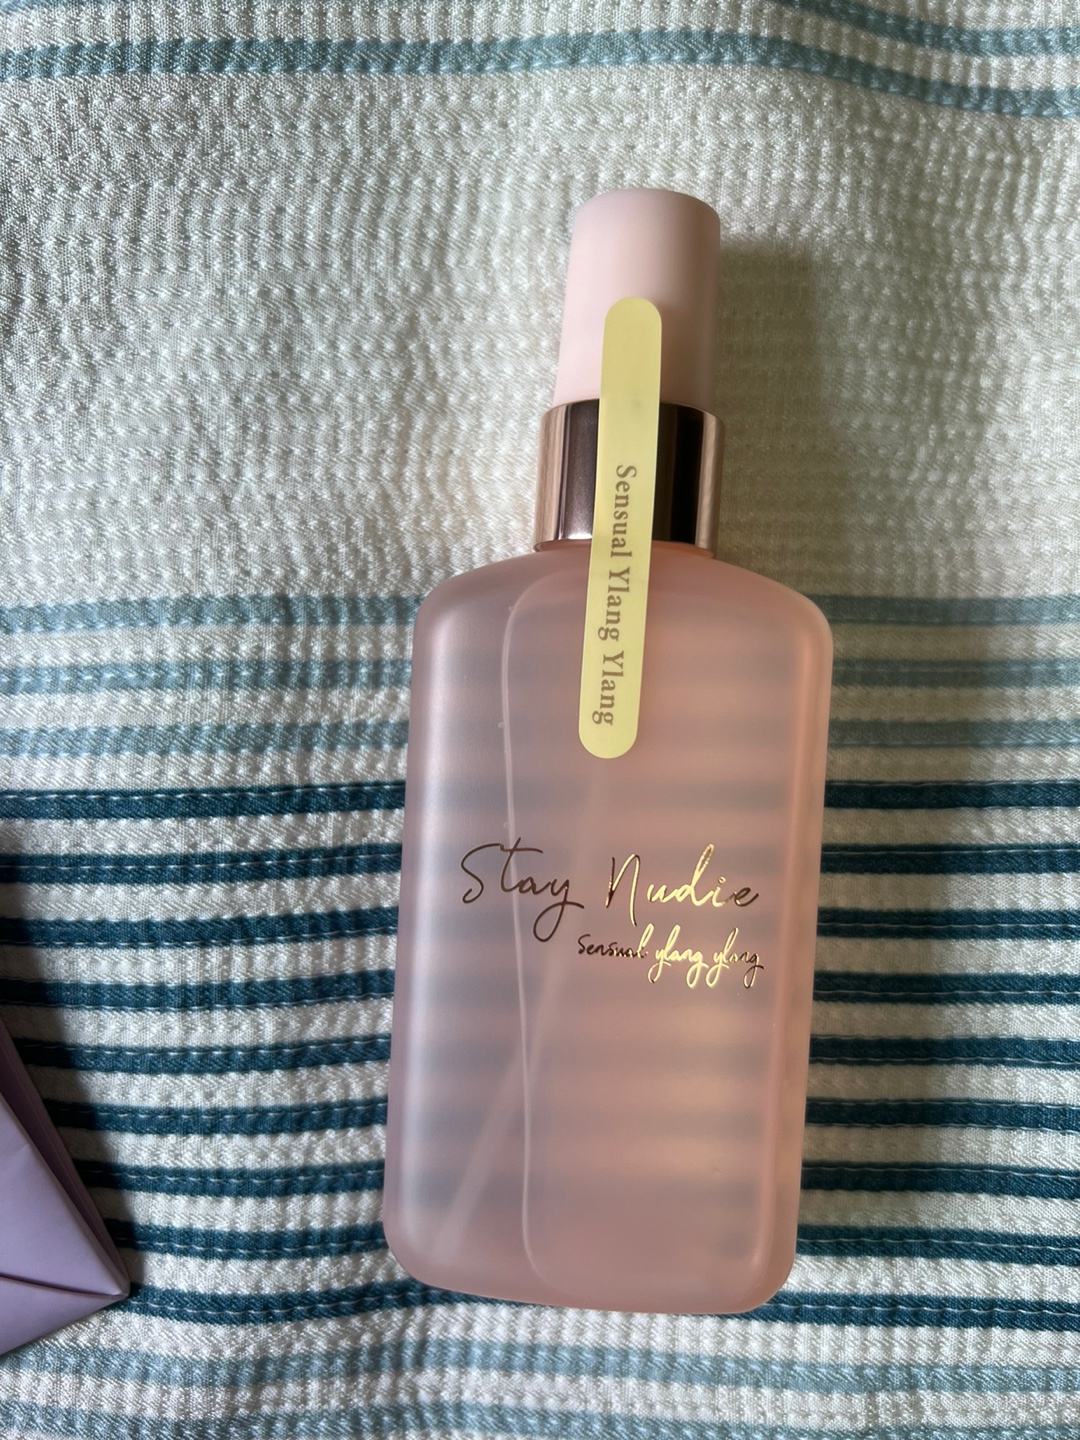 Sensual Ylang Ylang
Stay Nudie
Sensual ylang ylang